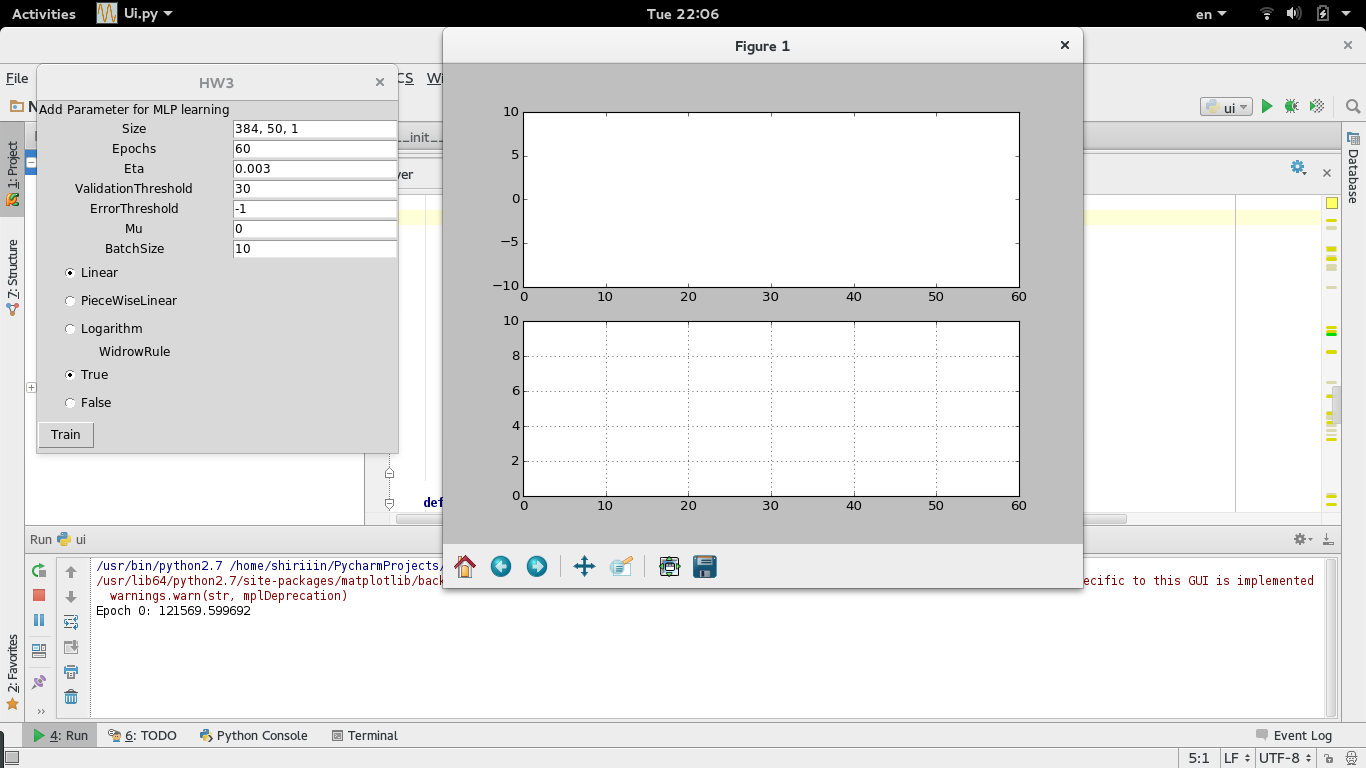 Activities
Ui.py
Tue 22:06
en
File
CS
HW3
Add Parameter for MLP learning
Size 384, 50, 1
Epochs 60
Eta 0.003
ValidationThreshold 30
ErrorThreshold -1
Mu 0
BatchSize 10
Linear
PieceWiseLinear
Logarithm
WidrowRule
True
False
Train
Figure 1
10
5
0
−5
−10
0 10 20 30 40 50 60
10
8
6
4
2
0
0 10 20 30 40 50 60
ui
1: Project
7: Structure
2: Favorites
Database
__init__
ver
def
Run ui
/usr/bin/python2.7 /home/shiriiin/PycharmProjects/
/usr/lib64/python2.7/site-packages/matplotlib/back
ecific to this GUI is implemented
warnings.warn(str, mplDeprecation)
Epoch 0: 121569.599692
4: Run 6: TODO Python Console Terminal Event Log
5:1 LF UTF-8